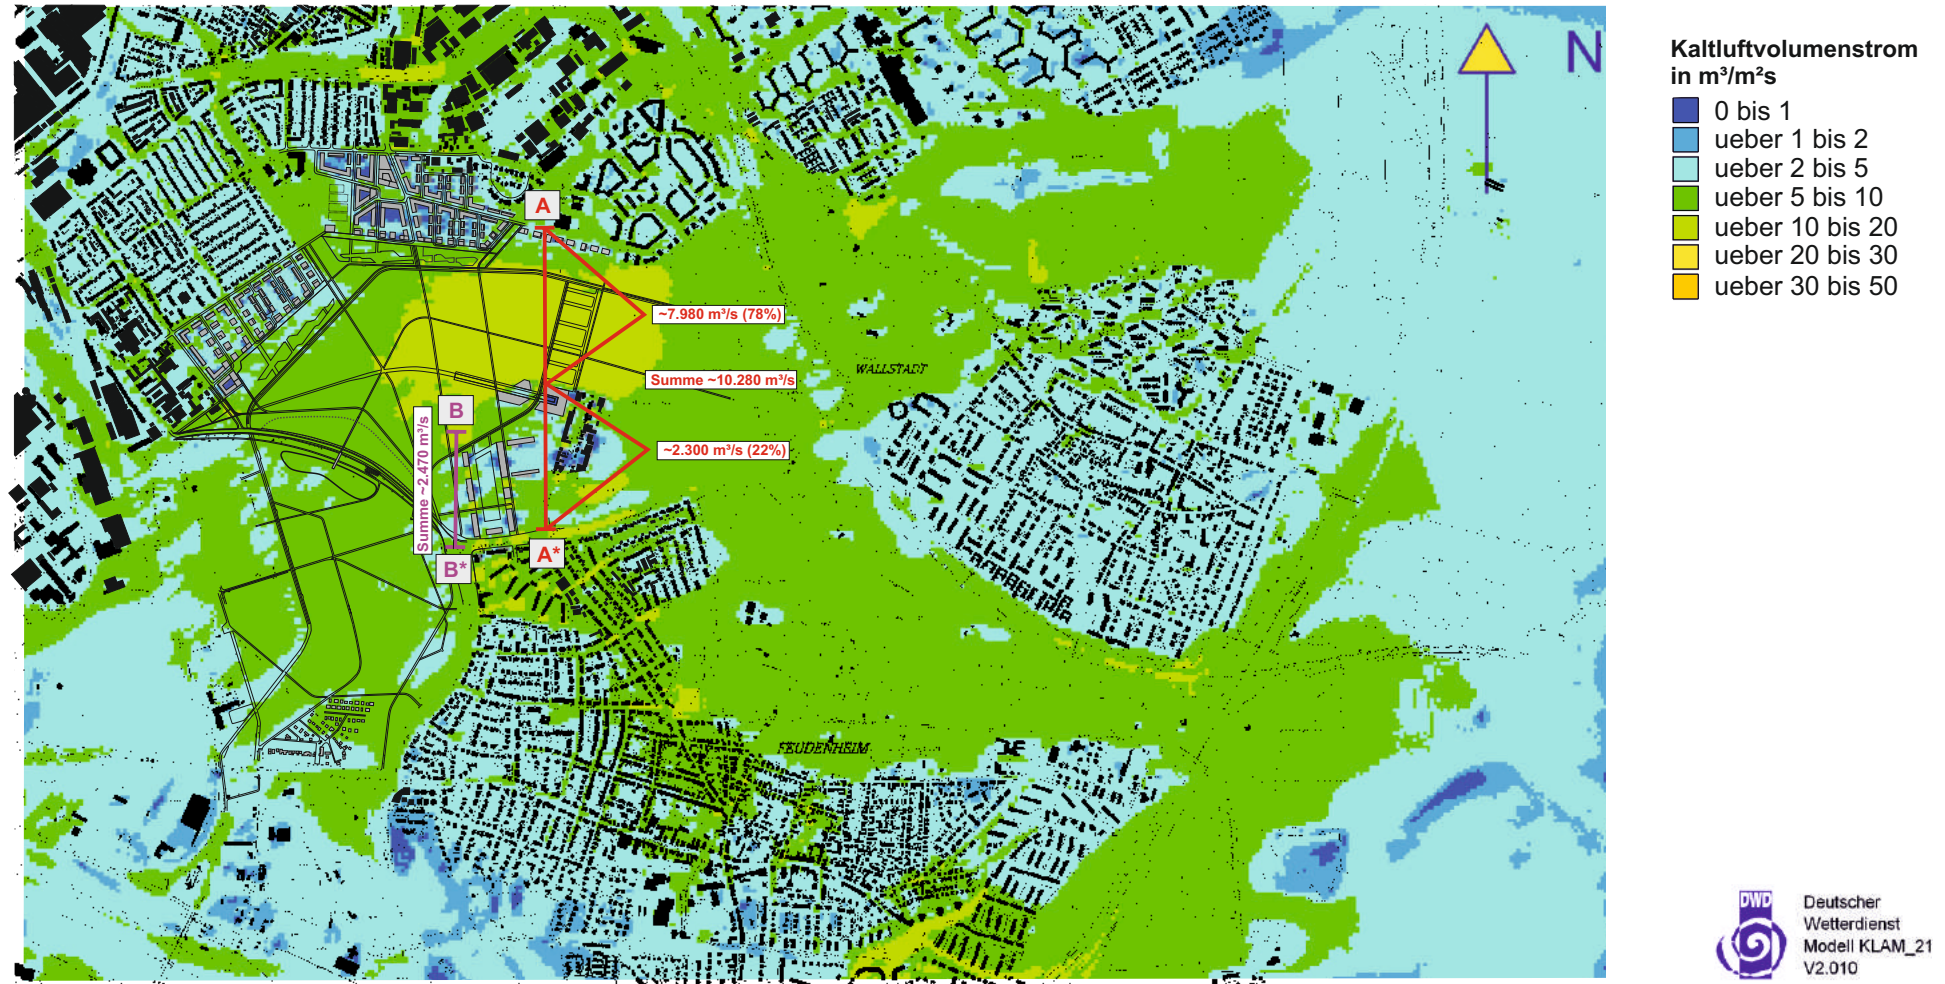 Kaltluftvolumenstrom
in m³/m²s
0 bis 1
ueber 1 bis 2
ueber 2 bis 5
ueber 5 bis 10
ueber 10 bis 20
ueber 20 bis 30
ueber 30 bis 50
N
A
~7.980 m³/s (78%)
Summe ~10.280 m³/s
WALLSTADT
B
Summe ~2.470 m³/s
~2.300 m³/s (22%)
A*
B*
FEUDENHEIM
DWD
Deutscher
Wetterdienst
Modell KLAM_21
V2.010